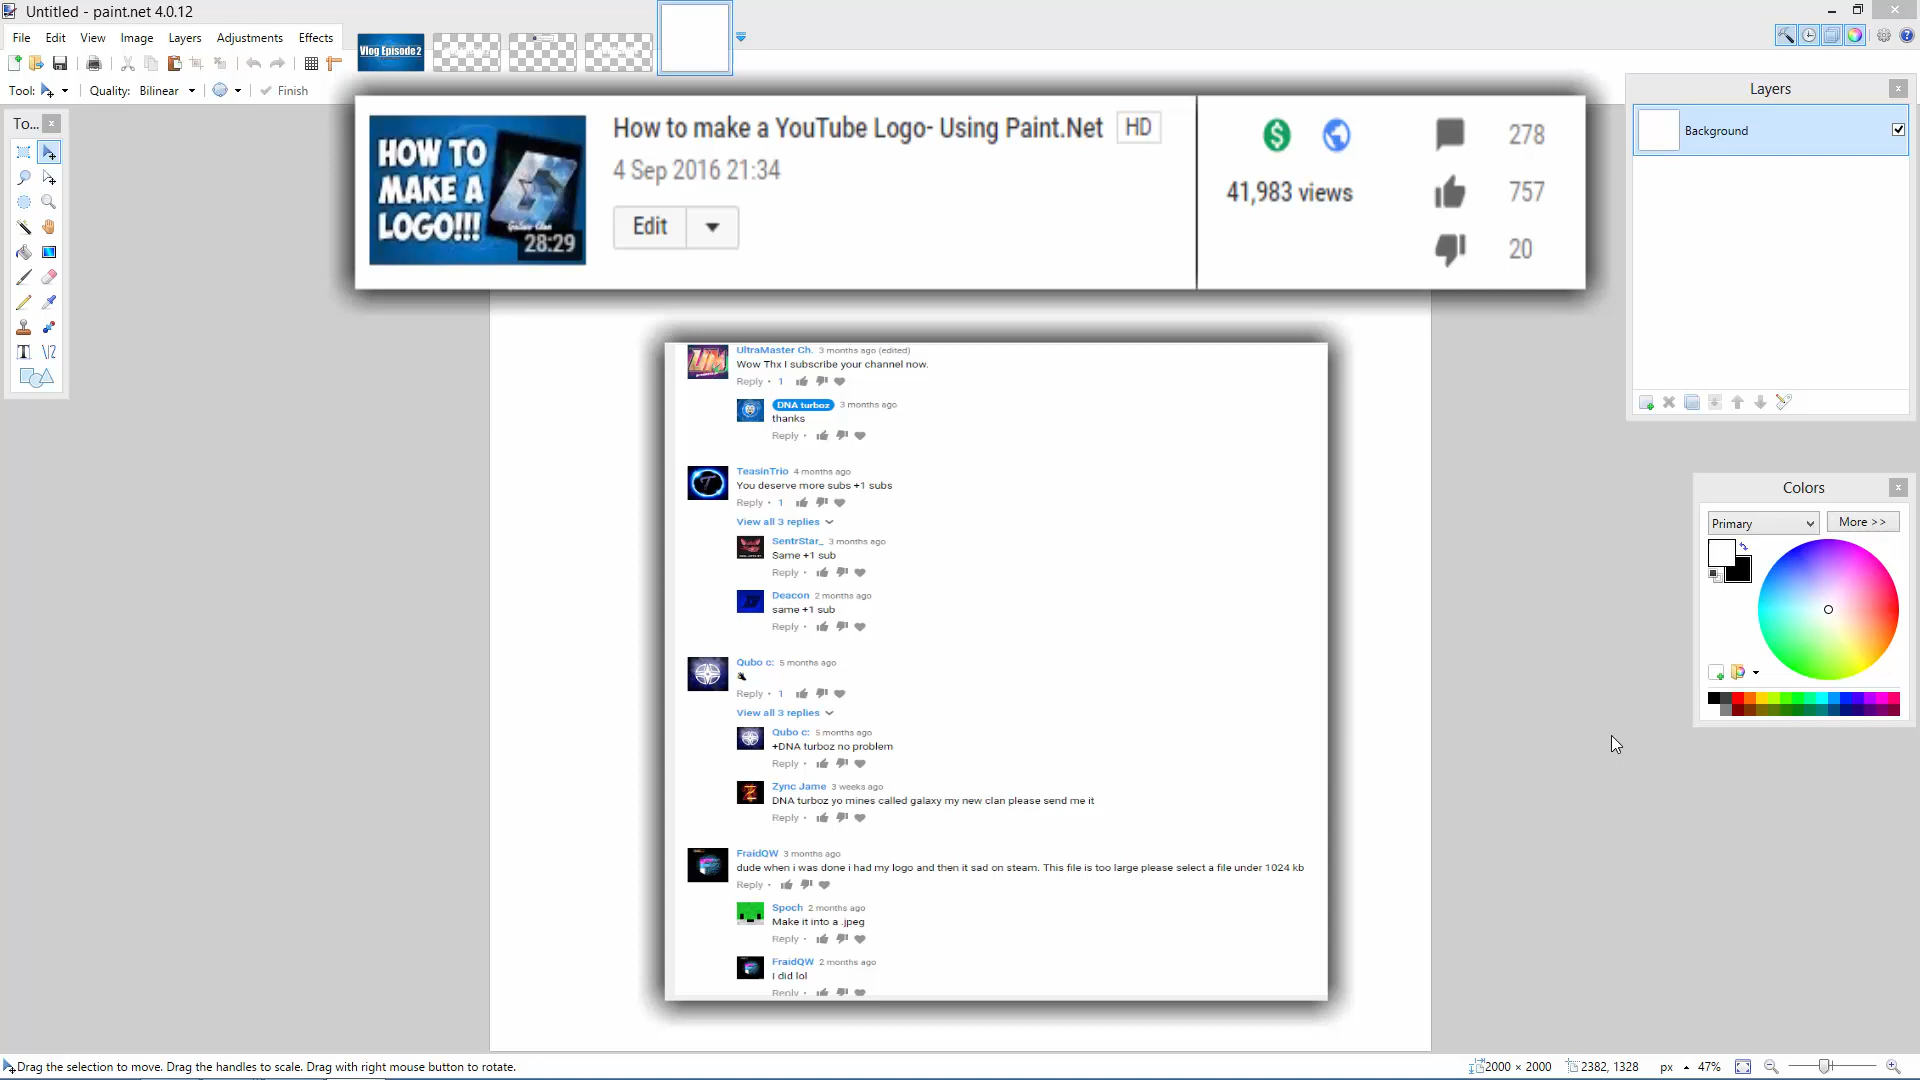 Untitled - paint.net 4.0.12
File Edit View Image Layers Adjustments Effects
Vlog Episode2
Tool: Quality: Bilinear Finish
To...
HOW TO
MAKE A
LOGO!!!
28:29
How to make a YouTube Logo- Using Paint.Net HD
4 Sep 2016 21:34
Edit
41,983 views
278
757
20
Layers
Background
UltraMaster Ch. 3 months ago (edited)
Wow Thx I subscribe your channel now.
Reply • 1
DNA turboz 3 months ago
thanks
Reply •
TeasinTrio 4 months ago
You deserve more subs +1 subs
Reply • 1
View all 3 replies
SentrStar_ 3 months ago
Same +1 sub
Reply •
Deacon 2 months ago
same +1 sub
Reply •
Qubo c: 5 months ago
Reply • 1
View all 3 replies
Qubo c: 5 months ago
+DNA turboz no problem
Reply •
Zync Jame 3 weeks ago
DNA turboz yo mines called galaxy my new clan please send me it
Reply •
FraidQW 3 months ago
dude when i was done i had my logo and then it sad on steam. This file is too large please select a file under 1024 kb
Reply •
Spoch 2 months ago
Make it into a .jpeg
Reply •
FraidQW 2 months ago
I did lol
Reply •
Colors
Primary More >>
Drag the selection to move. Drag the handles to scale. Drag with right mouse button to rotate.
2000 × 2000 2382, 1328 px 47%